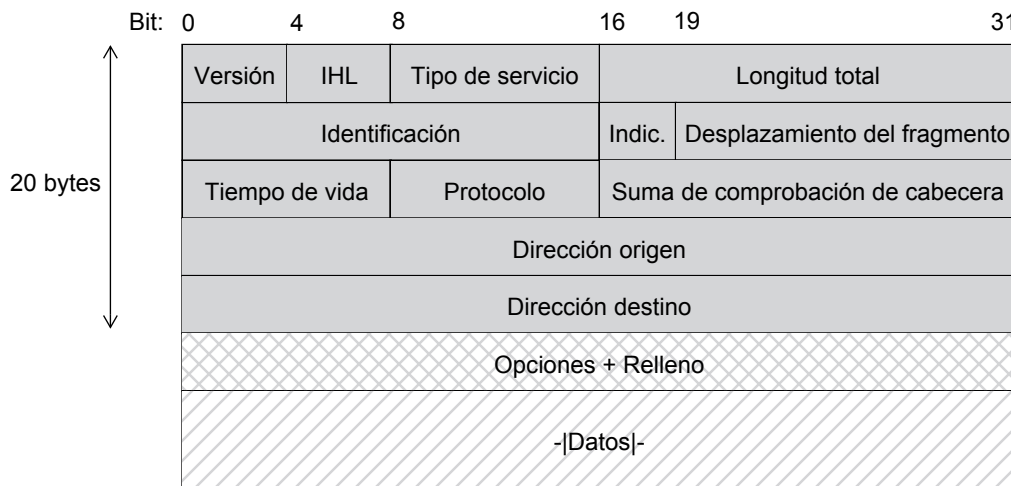 Bit: 0 4 8 16 19 31
Versión IHL Tipo de servicio Longitud total
Identificación Indic. Desplazamiento del fragmento
20 bytes
Tiempo de vida Protocolo Suma de comprobación de cabecera
Dirección origen
Dirección destino
Opciones + Relleno
-|Datos|-